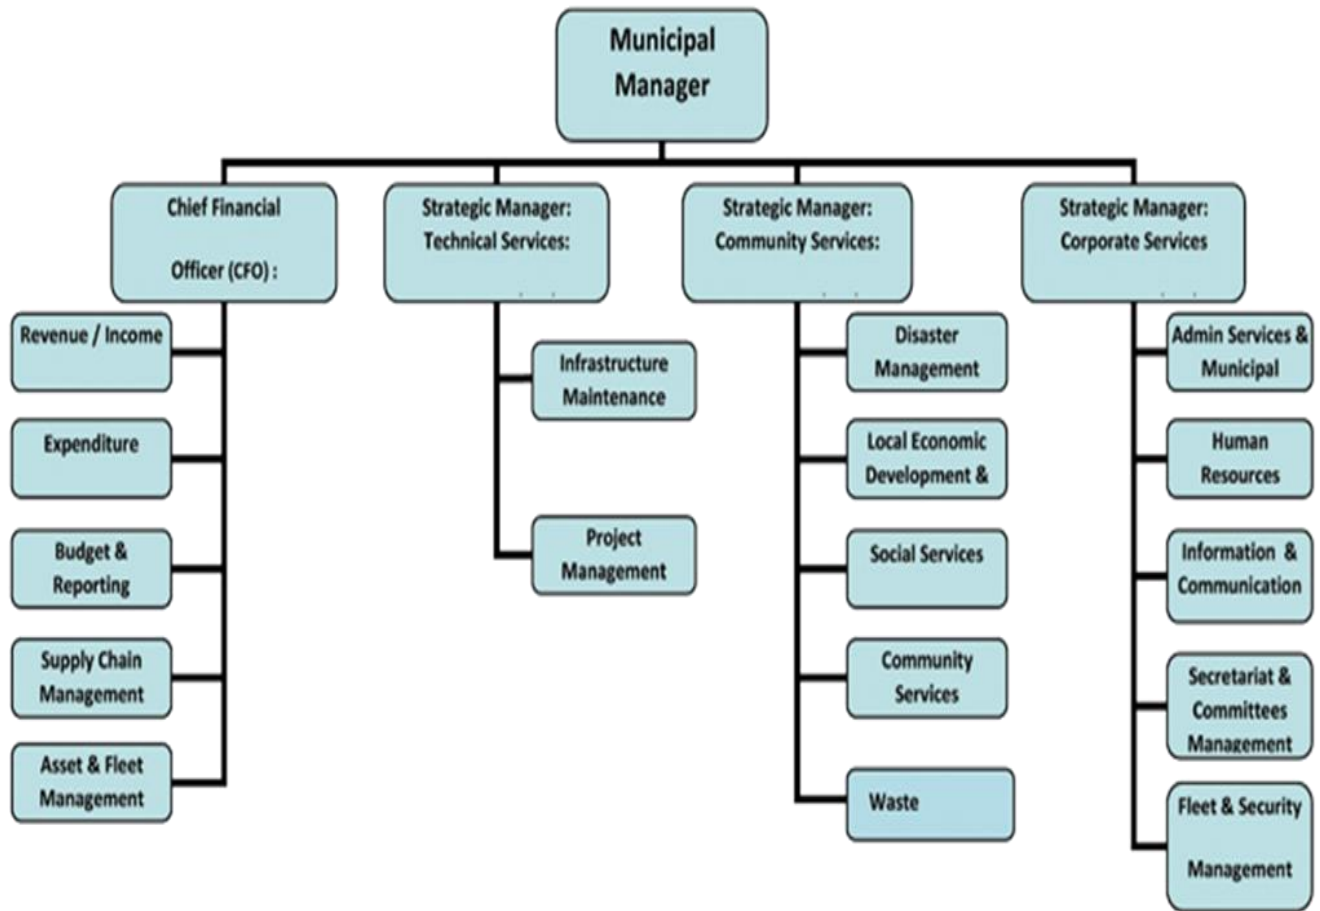 Municipal
Manager
Chief Financial
Officer (CFO) :
Strategic Manager:
Technical Services:
Strategic Manager:
Community Services:
Strategic Manager:
Corporate Services
Revenue / Income
Expenditure
Budget &
Reporting
Supply Chain
Management
Asset & Fleet
Management
Infrastructure
Maintenance
Project
Management
Disaster
Management
Local Economic
Development &
Social Services
Community
Services
Waste
Admin Services &
Municipal
Human
Resources
Information &
Communication
Secretariat &
Committees
Management
Fleet & Security
Management